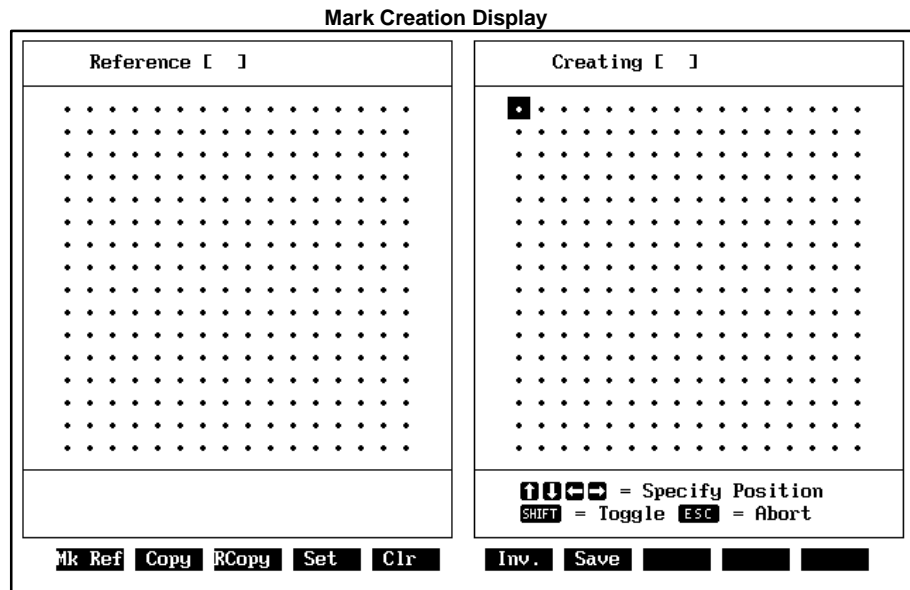 Mark Creation Display
Reference [ ]
Creating [ ]
↑↓←→ = Specify Position
SHIFT = Toggle ESC = Abort
Mk Ref Copy RCopy Set Clr Inv. Save